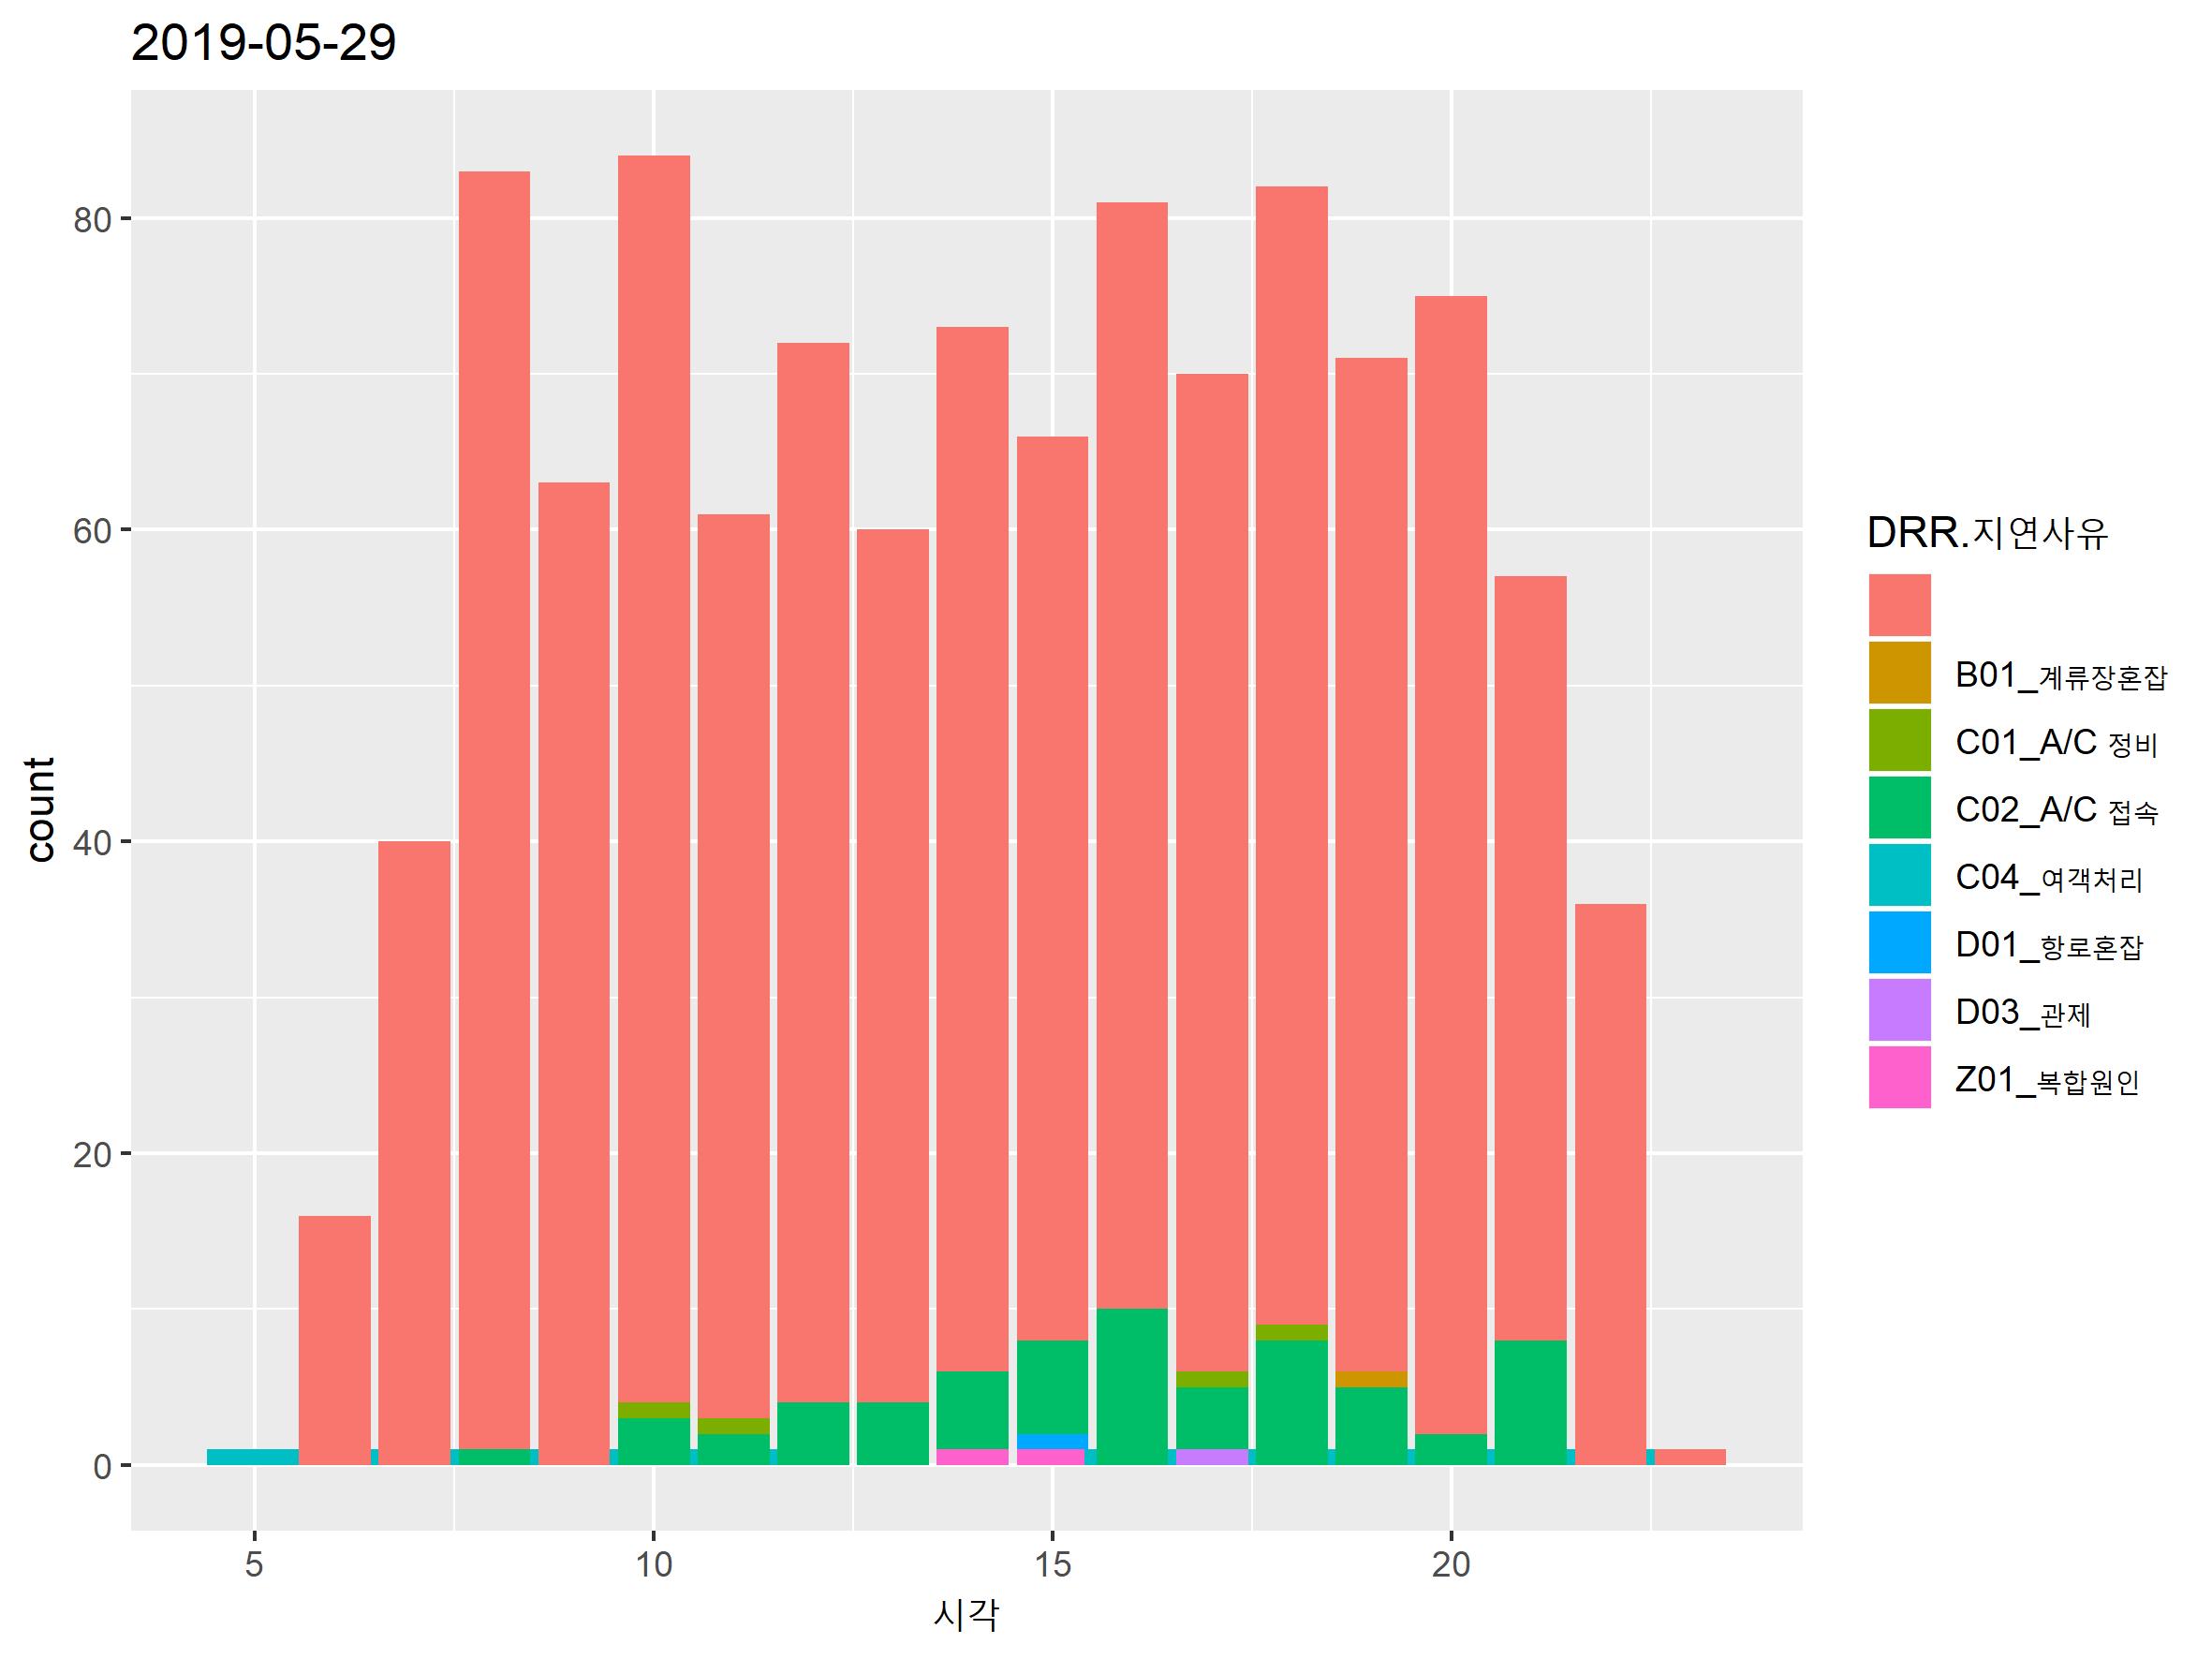 2019-05-29
80
60
40
20
0
count
5 10 15 20
시각
DRR.지연사유
B01_계류장혼잡
C01_A/C 정비
C02_A/C 접속
C04_여객처리
D01_항로혼잡
D03_관제
Z01_복합원인